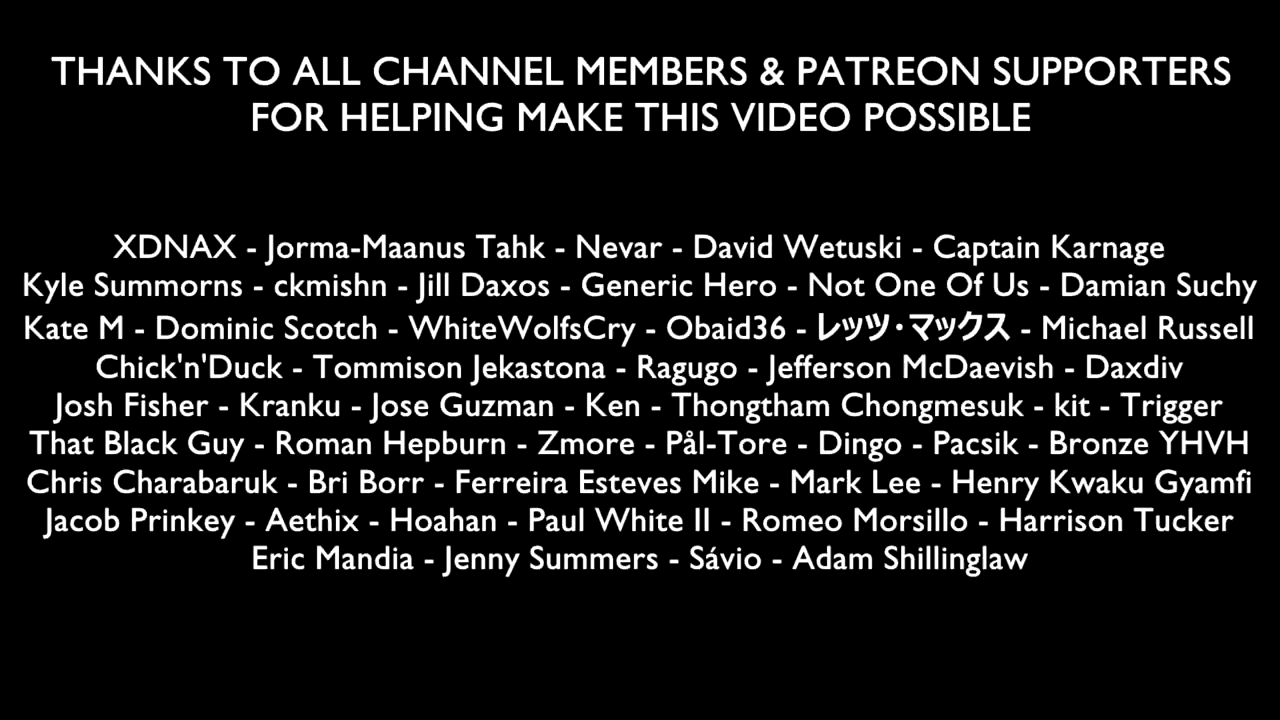 THANKS TO ALL CHANNEL MEMBERS & PATREON SUPPORTERS
FOR HELPING MAKE THIS VIDEO POSSIBLE
XDNAX - Jorma-Maanus Tahk - Nevar - David Wetuski - Captain Karnage
Kyle Summorns - ckmishn - Jill Daxos - Generic Hero - Not One Of Us - Damian Suchy
Kate M - Dominic Scotch - WhiteWolfsCry - Obaid36 - レッツ・マックス - Michael Russell
Chick'n'Duck - Tommison Jekastona - Ragugo - Jefferson McDaevish - Daxdiv
Josh Fisher - Kranku - Jose Guzman - Ken - Thongtham Chongmesuk - kit - Trigger
That Black Guy - Roman Hepburn - Zmore - Pål-Tore - Dingo - Pacsik - Bronze YHVH
Chris Charabaruk - Bri Borr - Ferreira Esteves Mike - Mark Lee - Henry Kwaku Gyamfi
Jacob Prinkey - Aethix - Hoahan - Paul White II - Romeo Morsillo - Harrison Tucker
Eric Mandia - Jenny Summers - Sávio - Adam Shillinglaw